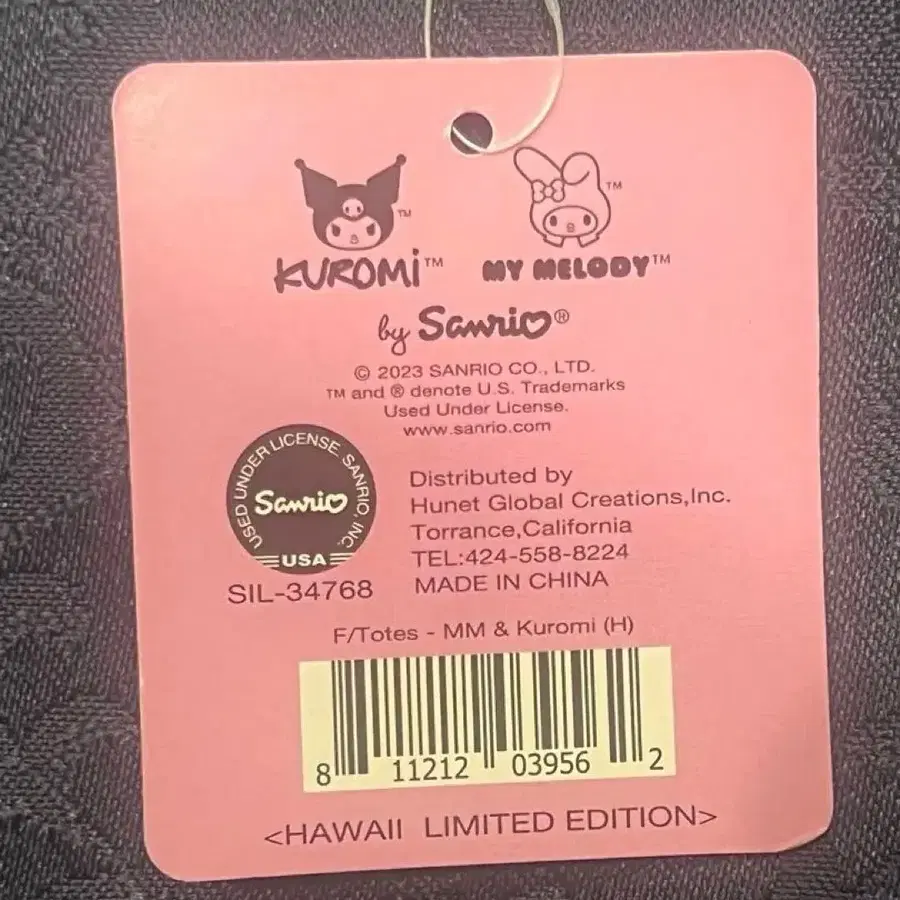 KUROMI™ MY MELODY™
by Sanrio®
© 2023 SANRIO CO., LTD.
™ and ® denote U.S. Trademarks
Used Under License.
www.sanrio.com
USED UNDER LICENSE. SANRIO, INC.
Sanrio
USA
SIL-34768
Distributed by
Hunet Global Creations,Inc.
Torrance,California
TEL:424-558-8224
MADE IN CHINA
F/Totes - MM & Kuromi (H)
8 11212 03956 2
<HAWAII LIMITED EDITION>